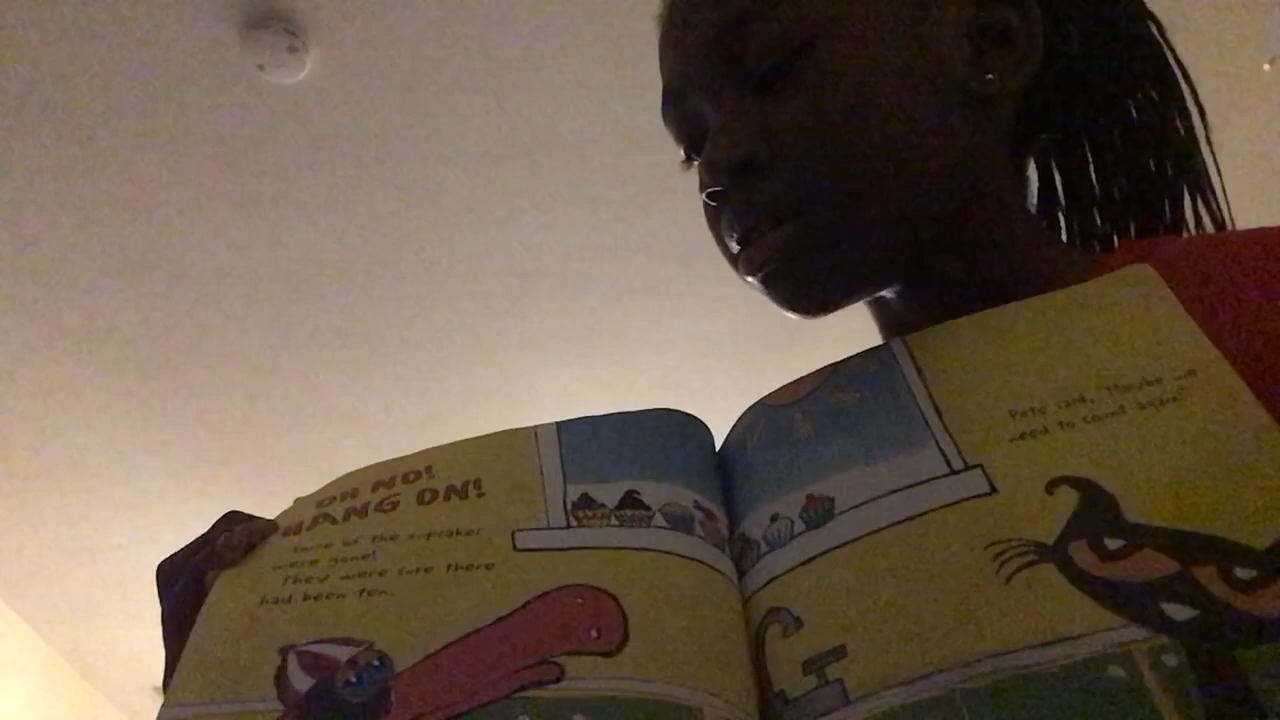 OH NO!
HANG ON!
Some of the cupcakes
were gone!
They were sure there
had been ten.
Pete said, "Maybe we
need to count again."